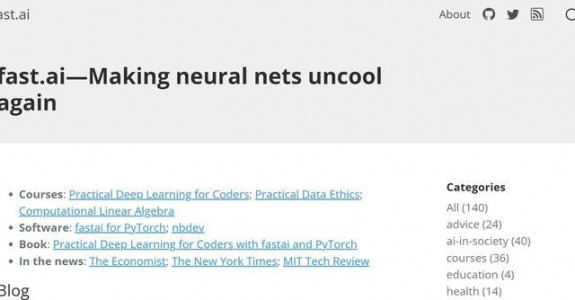 ast.ai
About
fast.ai—Making neural nets uncool
again
Courses: Practical Deep Learning for Coders; Practical Data Ethics;
Computational Linear Algebra
Software: fastai for PyTorch; nbdev
Book: Practical Deep Learning for Coders with fastai and PyTorch
In the news: The Economist; The New York Times; MIT Tech Review
Blog
Categories
All (140)
advice (24)
ai-in-society (40)
courses (36)
education (4)
health (14)